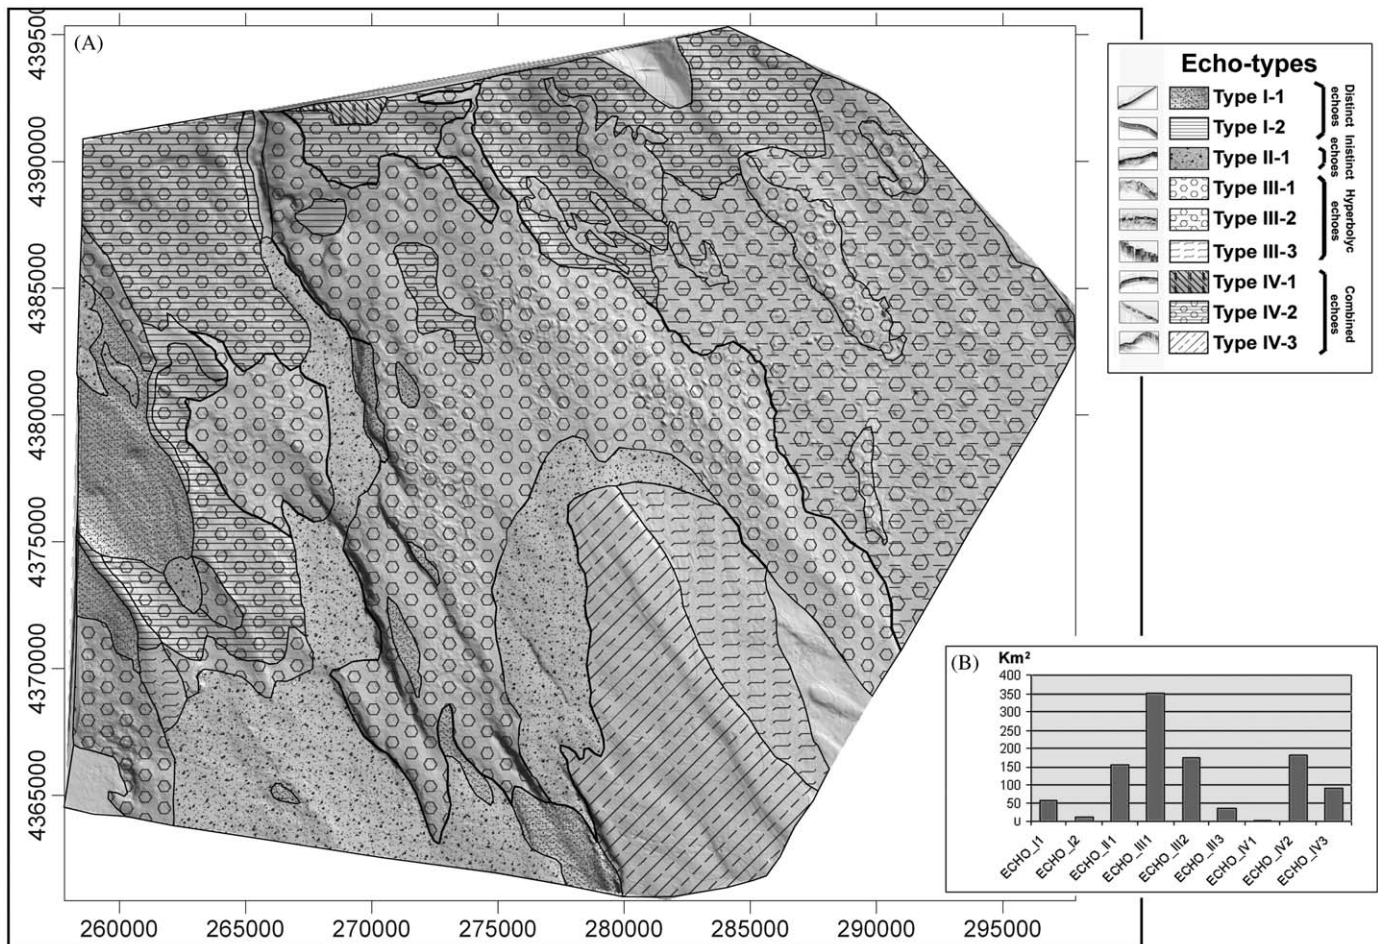 (A)
439500
4390000
4385000
4380000
4375000
4370000
4365000
260000
265000
270000
275000
280000
285000
290000
295000
Echo-types
Type I-1
Type I-2
Type II-1
Type III-1
Type III-2
Type III-3
Type IV-1
Type IV-2
Type IV-3
Distinct
echoes
Inistinct
echoes
Hyperbolyc
echoes
Combined
echoes
(B)
Km²
400
350
300
250
200
150
100
50
0
ECHO_I1
ECHO_I2
ECHO_II1
ECHO_III1
ECHO_III2
ECHO_III3
ECHO_IV1
ECHO_IV2
ECHO_IV3